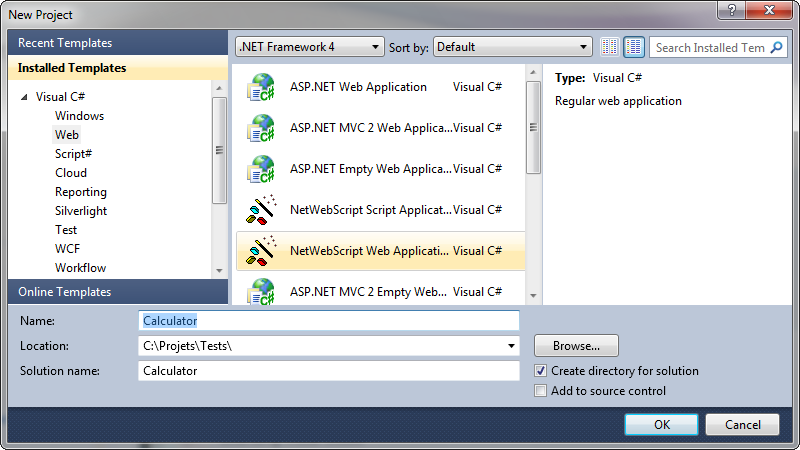 New Project
Recent Templates
Installed Templates
Visual C#
Windows
Web
Script#
Cloud
Reporting
Silverlight
Test
WCF
Workflow
Online Templates
.NET Framework 4 Sort by: Default Search Installed Tem
ASP.NET Web Application Visual C#
ASP.NET MVC 2 Web Applica... Visual C#
ASP.NET Empty Web Applica... Visual C#
NetWebScript Script Applicat... Visual C#
NetWebScript Web Applicati... Visual C#
ASP.NET MVC 2 Empty Web... Visual C#
Type: Visual C#
Regular web application
Name: Calculator
Location: C:\Projets\Tests\ Browse...
Solution name: Calculator
Create directory for solution
Add to source control
OK Cancel